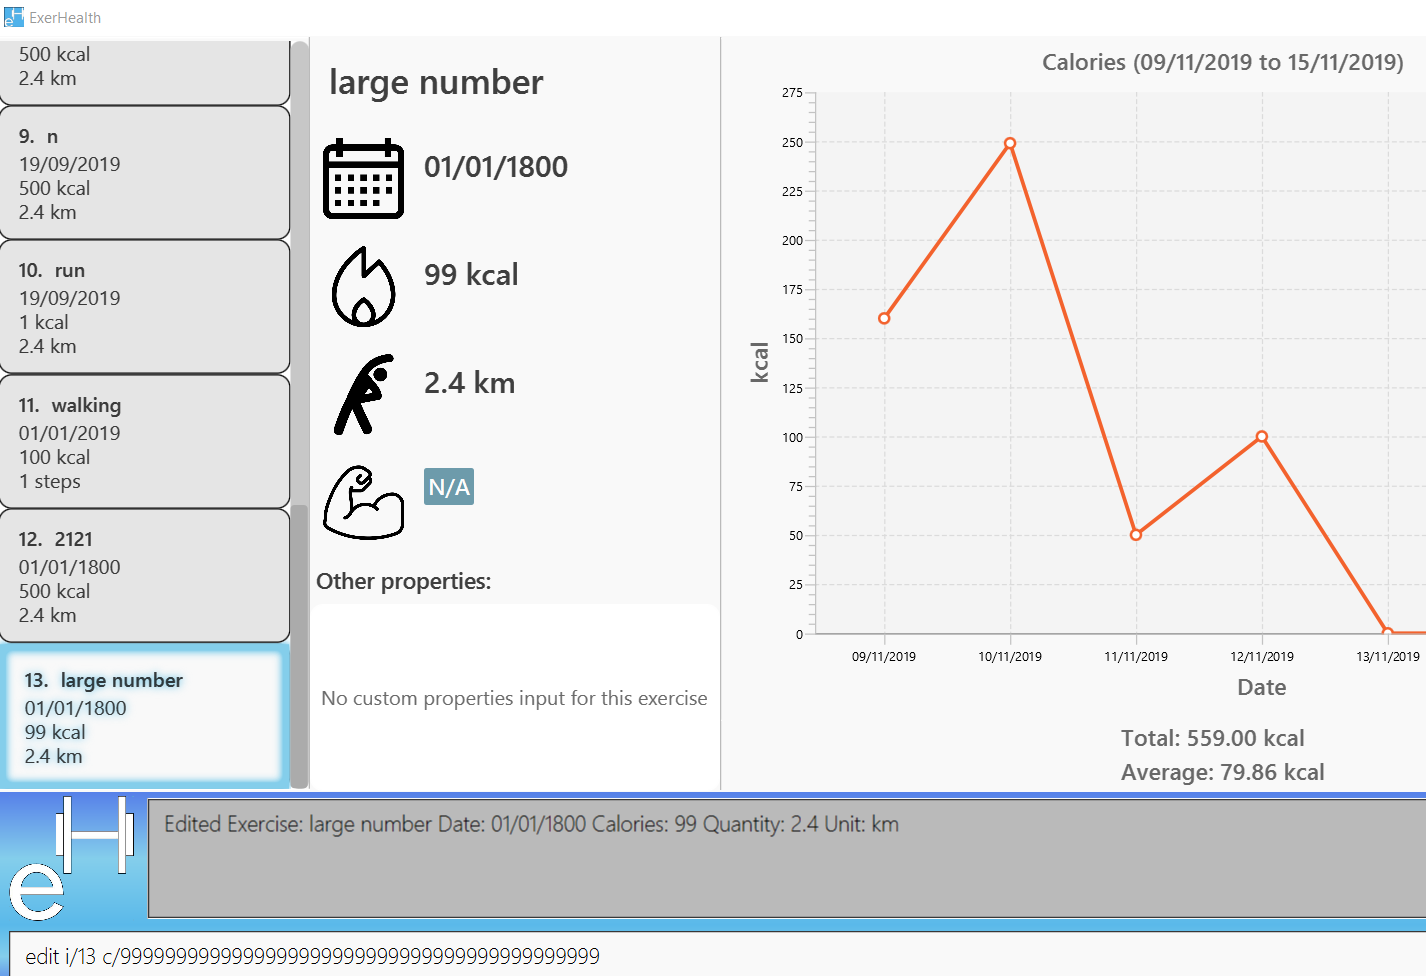 ExerHealth
500 kcal
2.4 km
9. n
19/09/2019
500 kcal
2.4 km
10. run
19/09/2019
1 kcal
2.4 km
11. walking
01/01/2019
100 kcal
1 steps
12. 2121
01/01/1800
500 kcal
2.4 km
13. large number
01/01/1800
99 kcal
2.4 km
large number
01/01/1800
99 kcal
2.4 km
N/A
Other properties:
No custom properties input for this exercise
Calories (09/11/2019 to 15/11/2019)
275
250
225
200
175
150
125
100
75
50
25
0
kcal
09/11/2019 10/11/2019 11/11/2019 12/11/2019 13/11/2019
Date
Total: 559.00 kcal
Average: 79.86 kcal
eH
Edited Exercise: large number Date: 01/01/1800 Calories: 99 Quantity: 2.4 Unit: km
edit i/13 c/999999999999999999999999999999999999999